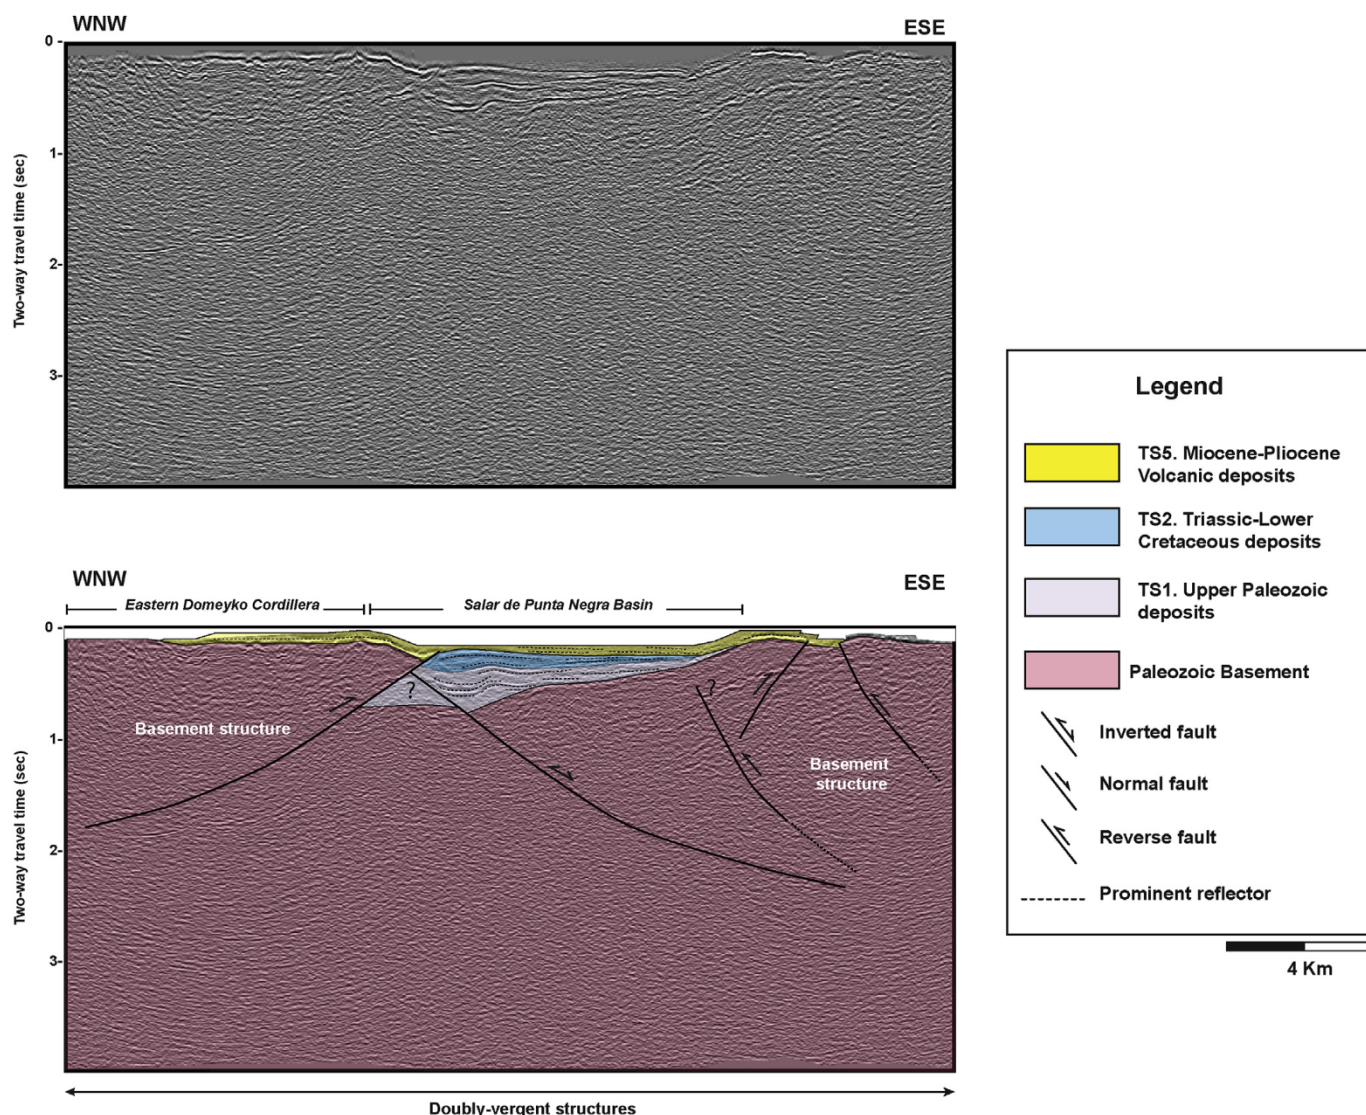 WNW
ESE
0
1
2
3
Two-way travel time (sec)
WNW
ESE
Eastern Domeyko Cordillera
Salar de Punta Negra Basin
0
1
2
3
Two-way travel time (sec)
?
?
Basement structure
Basement
structure
Doubly-vergent structures
Legend
TS5. Miocene-Pliocene
Volcanic deposits
TS2. Triassic-Lower
Cretaceous deposits
TS1. Upper Paleozoic
deposits
Paleozoic Basement
Inverted fault
Normal fault
Reverse fault
Prominent reflector
4 Km